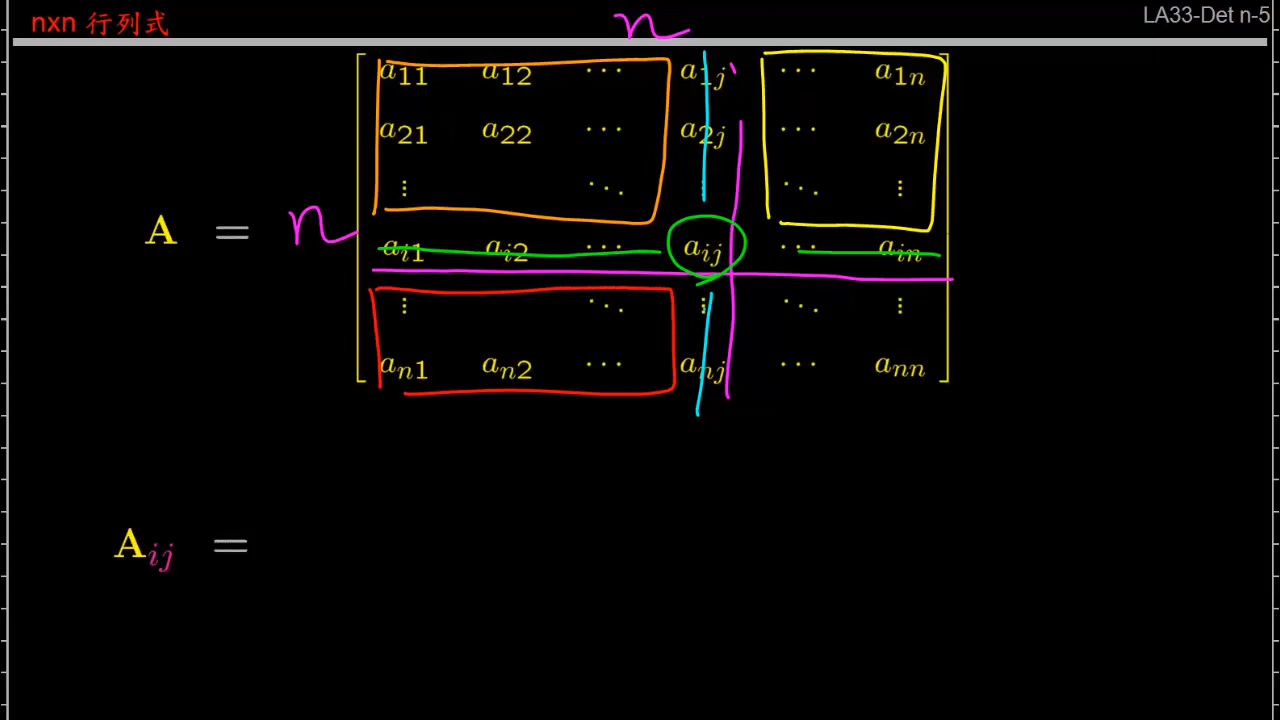 nxn 行列式
LA33-Det n-5
n
a11 a12 ⋯ a1j ⋯ a1n
a21 a22 ⋯ a2j ⋯ a2n
⋮ ⋱ ⋮ ⋱ ⋮
A = n
ai1 ai2 ⋯ aij ⋯ ain
⋮ ⋱ ⋮ ⋱ ⋮
an1 an2 ⋯ anj ⋯ ann
Aij =